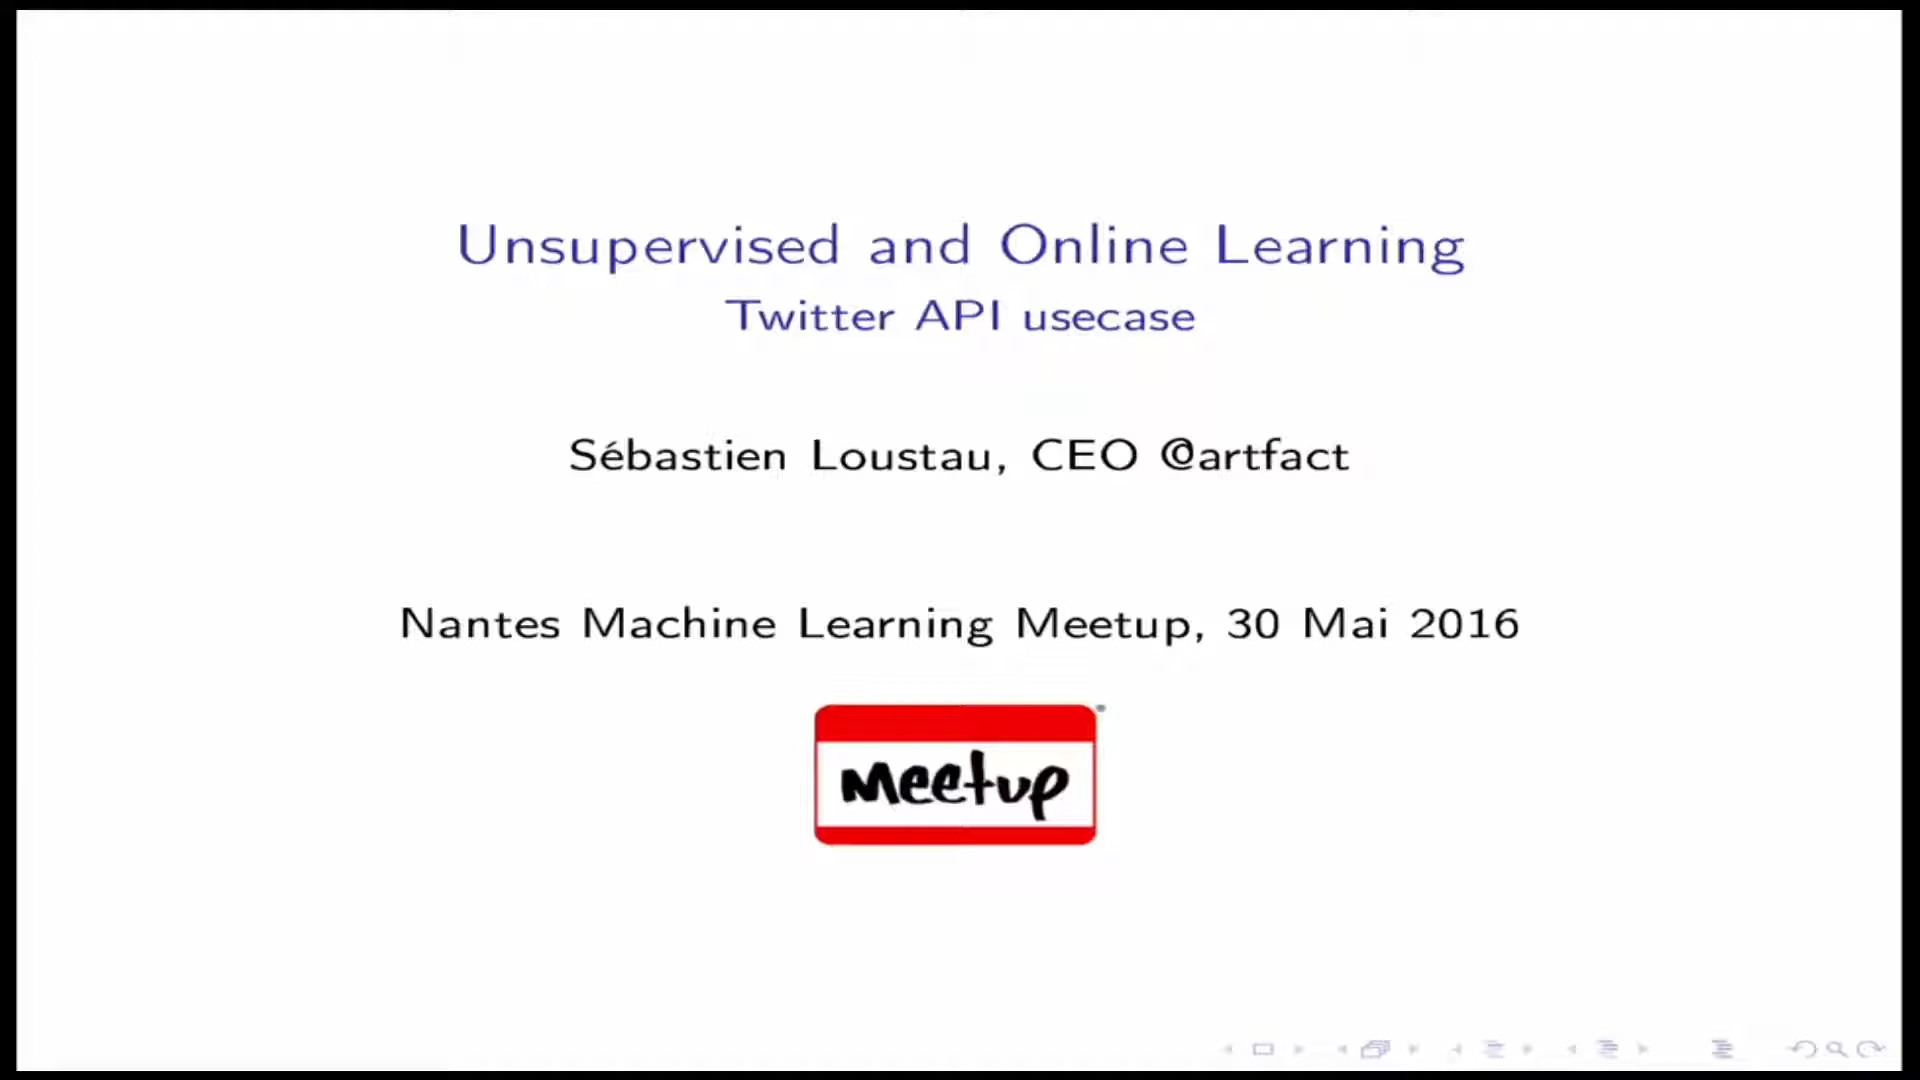 Unsupervised and Online Learning
Twitter API usecase
Sébastien Loustau, CEO @artfact
Nantes Machine Learning Meetup, 30 Mai 2016
Meetup